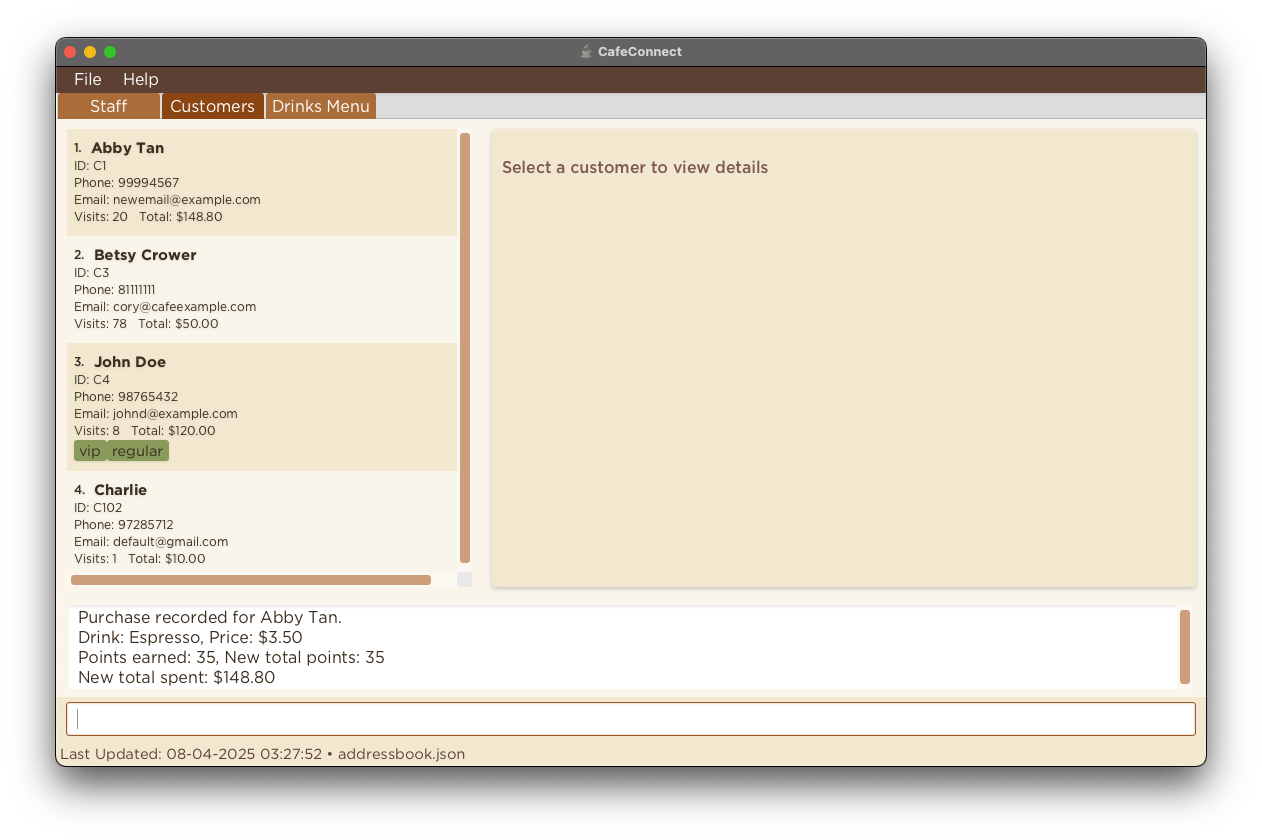 CafeConnect
File Help
Staff Customers Drinks Menu
1. Abby Tan
ID: C1
Phone: 99994567
Email: newemail@example.com
Visits: 20 Total: $148.80
2. Betsy Crower
ID: C3
Phone: 81111111
Email: cory@cafeexample.com
Visits: 78 Total: $50.00
3. John Doe
ID: C4
Phone: 98765432
Email: johnd@example.com
Visits: 8 Total: $120.00
vip regular
4. Charlie
ID: C102
Phone: 97285712
Email: default@gmail.com
Visits: 1 Total: $10.00
Select a customer to view details
Purchase recorded for Abby Tan.
Drink: Espresso, Price: $3.50
Points earned: 35, New total points: 35
New total spent: $148.80
Last Updated: 08-04-2025 03:27:52 • addressbook.json